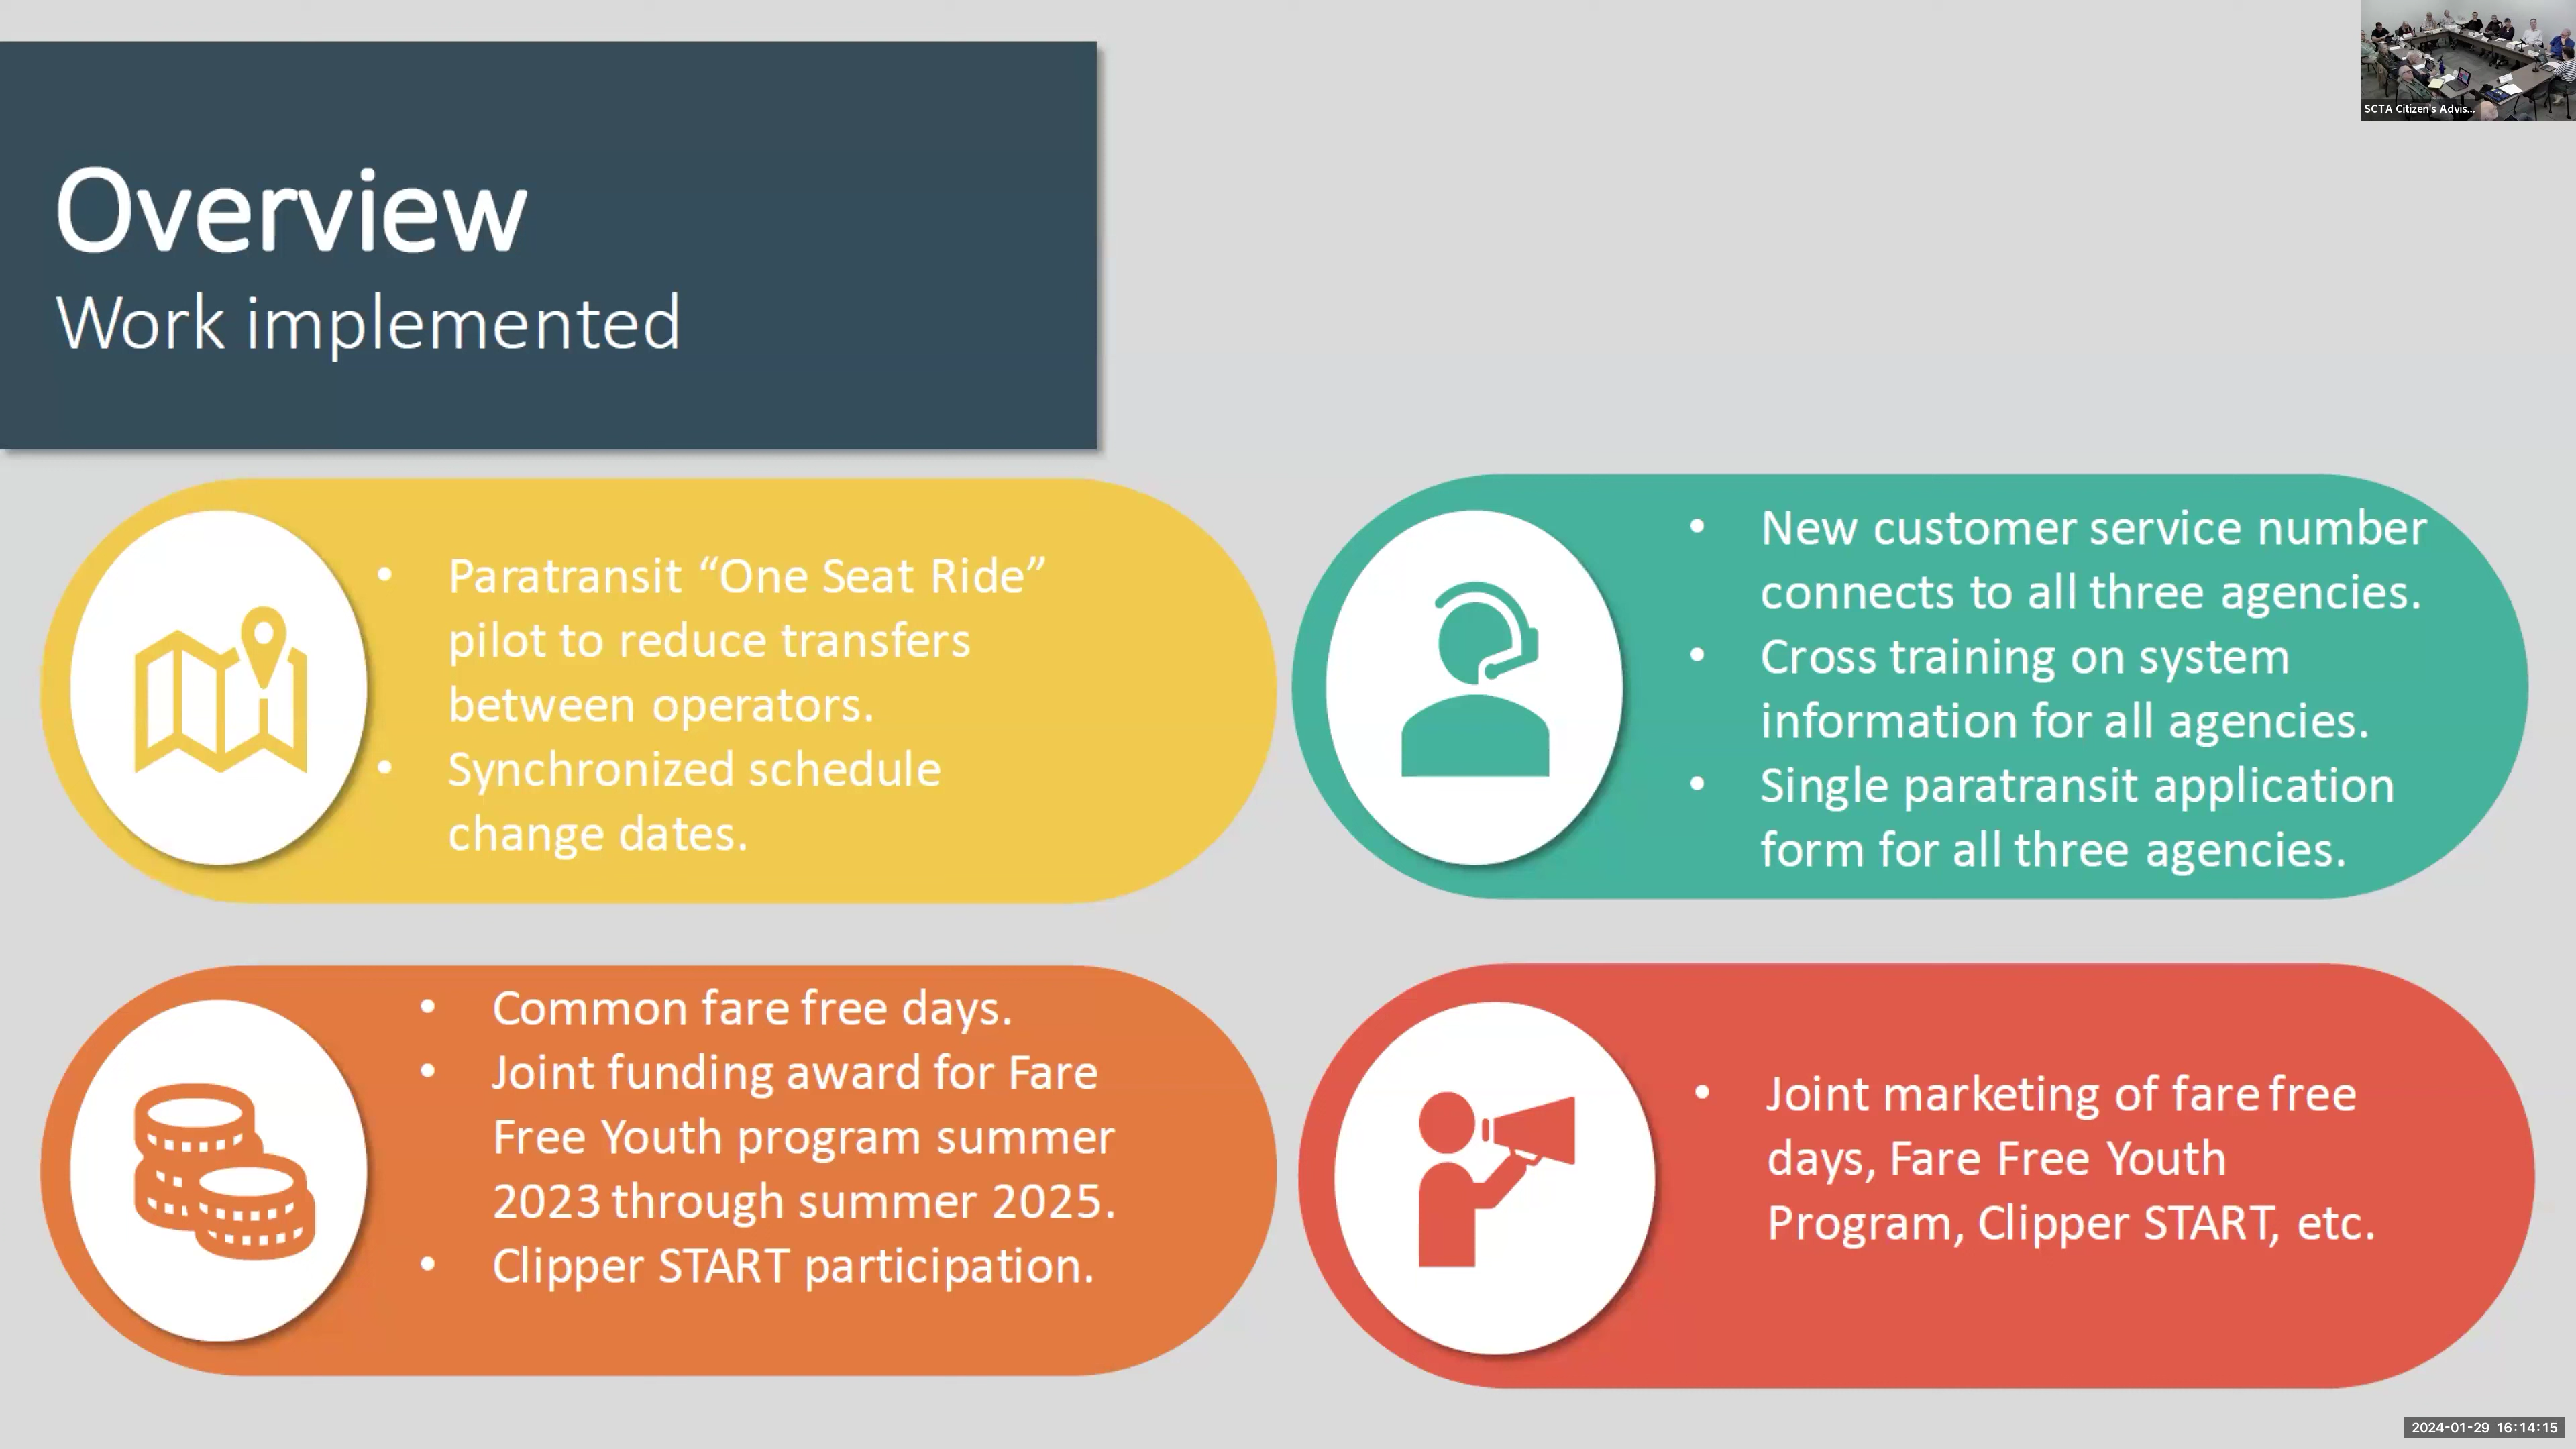 SCTA Citizen's Advis...
Overview
Work implemented
• Paratransit “One Seat Ride”
pilot to reduce transfers
between operators.
• Synchronized schedule
change dates.
• New customer service number
connects to all three agencies.
• Cross training on system
information for all agencies.
• Single paratransit application
form for all three agencies.
• Common fare free days.
• Joint funding award for Fare
Free Youth program summer
2023 through summer 2025.
• Clipper START participation.
• Joint marketing of fare free
days, Fare Free Youth
Program, Clipper START, etc.
2024-01-29 16:14:15